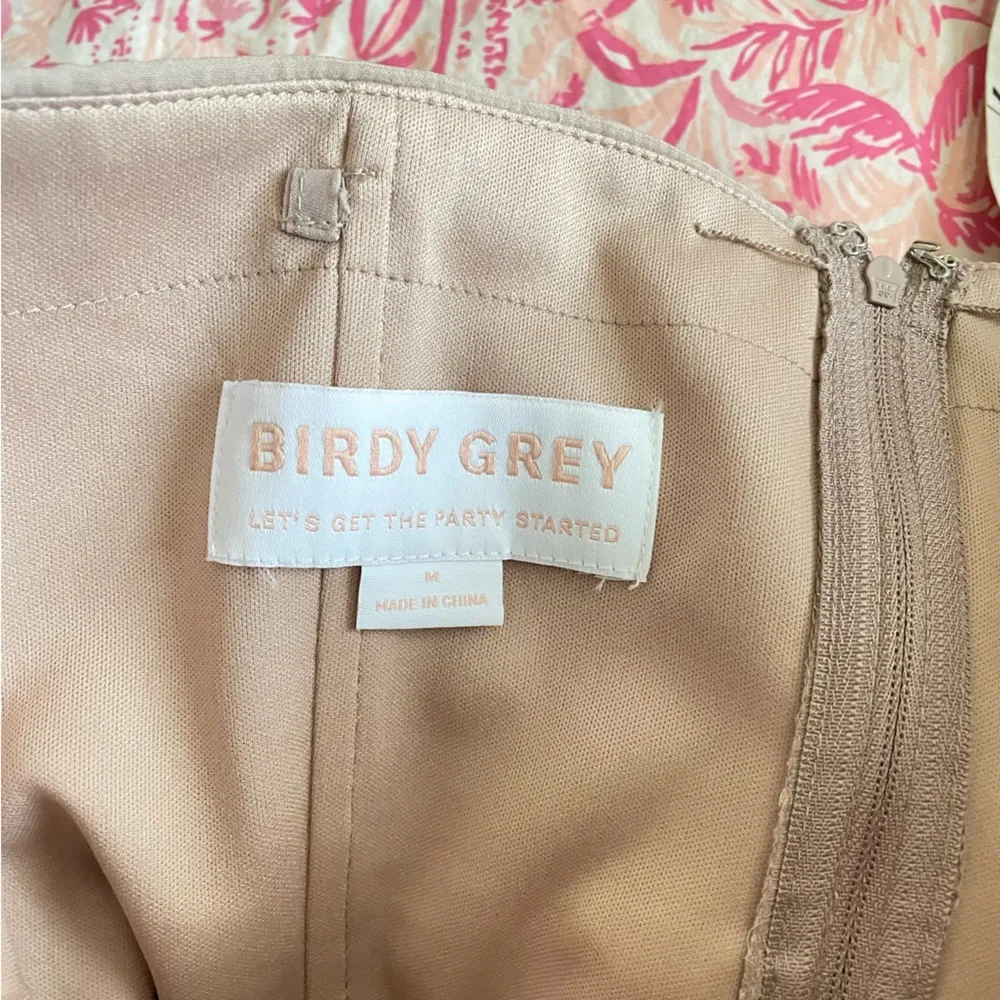 BIRDY GREY
LET'S GET THE PARTY STARTED
M
MADE IN CHINA